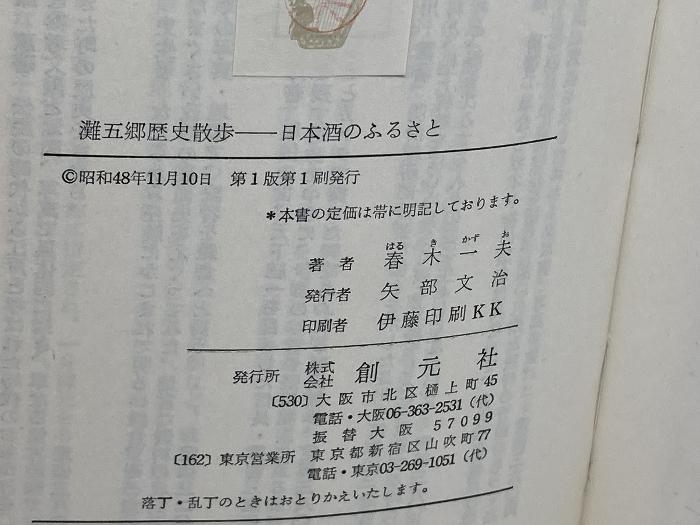 灘五郷歴史散歩――日本酒のふるさと
©昭和48年11月10日 第1版第1刷発行
*本書の定価は帯に明記しております。
はる き かず お
著者 春木一夫
発行者 矢部文治
印刷者 伊藤印刷KK
発行所 株式会社 創元社
〔530〕大阪市北区樋上町45
電話・大阪06-363-2531(代)
振替大阪 57099
〔162〕東京営業所 東京都新宿区山吹町77
電話・東京03-269-1051(代)
落丁・乱丁のときはおとりかえいたします。